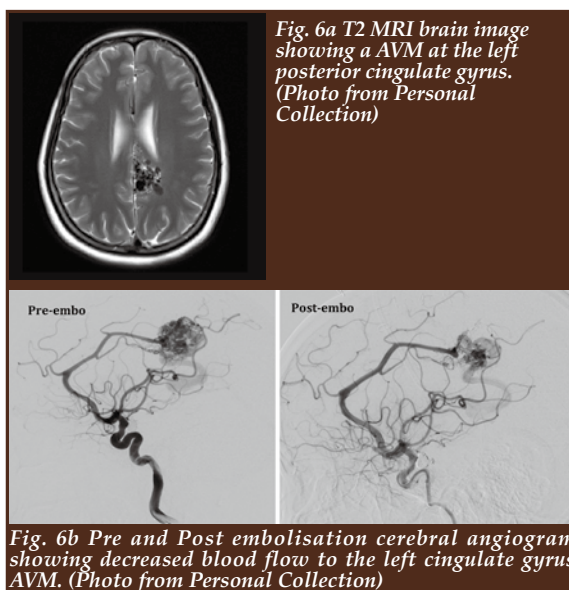 Fig. 6a T2 MRI brain image
showing a AVM at the left
posterior cingulate gyrus.
(Photo from Personal
Collection)
Pre-embo
Post-embo
Fig. 6b Pre and Post embolisation cerebral angiogram
showing decreased blood flow to the left cingulate gyrus
AVM. (Photo from Personal Collection)